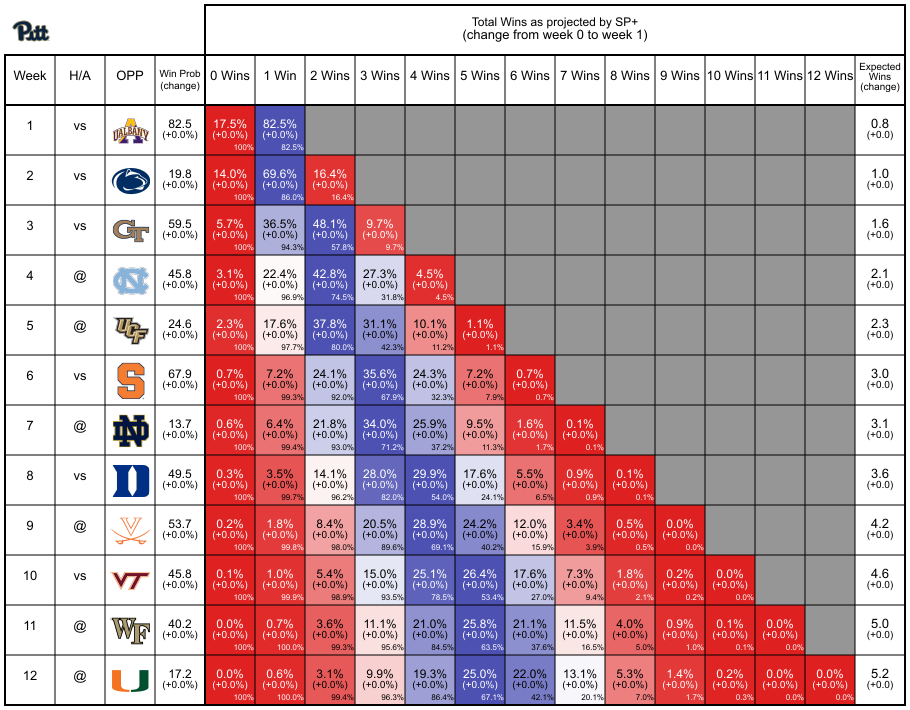 Pitt
Total Wins as projected by SP+
(change from week 0 to week 1)
Week H/A OPP Win Prob (change) 0 Wins 1 Win 2 Wins 3 Wins 4 Wins 5 Wins 6 Wins 7 Wins 8 Wins 9 Wins 10 Wins 11 Wins 12 Wins Expected Wins (change)
1 vs UALBANY 82.5 17.5% 82.5% 0.8
(+0.0%) (+0.0%) (+0.0%) (+0.0)
100% 82.5%
2 vs 19.8 14.0% 69.6% 16.4% 1.0
(+0.0%) (+0.0%) (+0.0%) (+0.0%) (+0.0)
100% 86.0% 16.4%
3 vs GT 59.5 5.7% 36.5% 48.1% 9.7% 1.6
(+0.0%) (+0.0%) (+0.0%) (+0.0%) (+0.0%) (+0.0)
100% 94.3% 57.8% 9.7%
4 @ NC 45.8 3.1% 22.4% 42.8% 27.3% 4.5% 2.1
(+0.0%) (+0.0%) (+0.0%) (+0.0%) (+0.0%) (+0.0%) (+0.0)
100% 96.9% 74.5% 31.8% 4.5%
5 @ UCF 24.6 2.3% 17.6% 37.8% 31.1% 10.1% 1.1% 2.3
(+0.0%) (+0.0%) (+0.0%) (+0.0%) (+0.0%) (+0.0%) (+0.0%) (+0.0)
100% 97.7% 80.0% 42.3% 11.2% 1.1%
6 vs S 67.9 0.7% 7.2% 24.1% 35.6% 24.3% 7.2% 0.7% 3.0
(+0.0%) (+0.0%) (+0.0%) (+0.0%) (+0.0%) (+0.0%) (+0.0%) (+0.0%) (+0.0)
100% 99.3% 92.0% 67.9% 32.3% 7.9% 0.7%
7 @ ND 13.7 0.6% 6.4% 21.8% 34.0% 25.9% 9.5% 1.6% 0.1% 3.1
(+0.0%) (+0.0%) (+0.0%) (+0.0%) (+0.0%) (+0.0%) (+0.0%) (+0.0%) (+0.0%) (+0.0)
100% 99.4% 93.0% 71.2% 37.2% 11.3% 1.7% 0.1%
8 vs D 49.5 0.3% 3.5% 14.1% 28.0% 29.9% 17.6% 5.5% 0.9% 0.1% 3.6
(+0.0%) (+0.0%) (+0.0%) (+0.0%) (+0.0%) (+0.0%) (+0.0%) (+0.0%) (+0.0%) (+0.0%) (+0.0)
100% 99.7% 96.2% 82.0% 54.0% 24.1% 6.5% 0.9% 0.1%
9 @ V 53.7 0.2% 1.8% 8.4% 20.5% 28.9% 24.2% 12.0% 3.4% 0.5% 0.0% 4.2
(+0.0%) (+0.0%) (+0.0%) (+0.0%) (+0.0%) (+0.0%) (+0.0%) (+0.0%) (+0.0%) (+0.0%) (+0.0%) (+0.0)
100% 99.8% 98.0% 89.6% 69.1% 40.2% 15.9% 3.9% 0.5% 0.0%
10 vs VT 45.8 0.1% 1.0% 5.4% 15.0% 25.1% 26.4% 17.6% 7.3% 1.8% 0.2% 0.0% 4.6
(+0.0%) (+0.0%) (+0.0%) (+0.0%) (+0.0%) (+0.0%) (+0.0%) (+0.0%) (+0.0%) (+0.0%) (+0.0%) (+0.0%) (+0.0)
100% 99.9% 98.9% 93.5% 78.5% 53.4% 27.0% 9.4% 2.1% 0.2% 0.0%
11 @ WF 40.2 0.0% 0.7% 3.6% 11.1% 21.0% 25.8% 21.1% 11.5% 4.0% 0.9% 0.1% 0.0% 5.0
(+0.0%) (+0.0%) (+0.0%) (+0.0%) (+0.0%) (+0.0%) (+0.0%) (+0.0%) (+0.0%) (+0.0%) (+0.0%) (+0.0%) (+0.0%) (+0.0)
100% 100.0% 99.3% 95.6% 84.5% 63.5% 37.6% 16.5% 5.0% 1.0% 0.1% 0.0%
12 @ U 17.2 0.0% 0.6% 3.1% 9.9% 19.3% 25.0% 22.0% 13.1% 5.3% 1.4% 0.2% 0.0% 0.0% 5.2
(+0.0%) (+0.0%) (+0.0%) (+0.0%) (+0.0%) (+0.0%) (+0.0%) (+0.0%) (+0.0%) (+0.0%) (+0.0%) (+0.0%) (+0.0%) (+0.0%) (+0.0)
100% 100.0% 99.4% 96.3% 86.4% 67.1% 42.1% 20.1% 7.0% 1.7% 0.3% 0.0% 0.0%